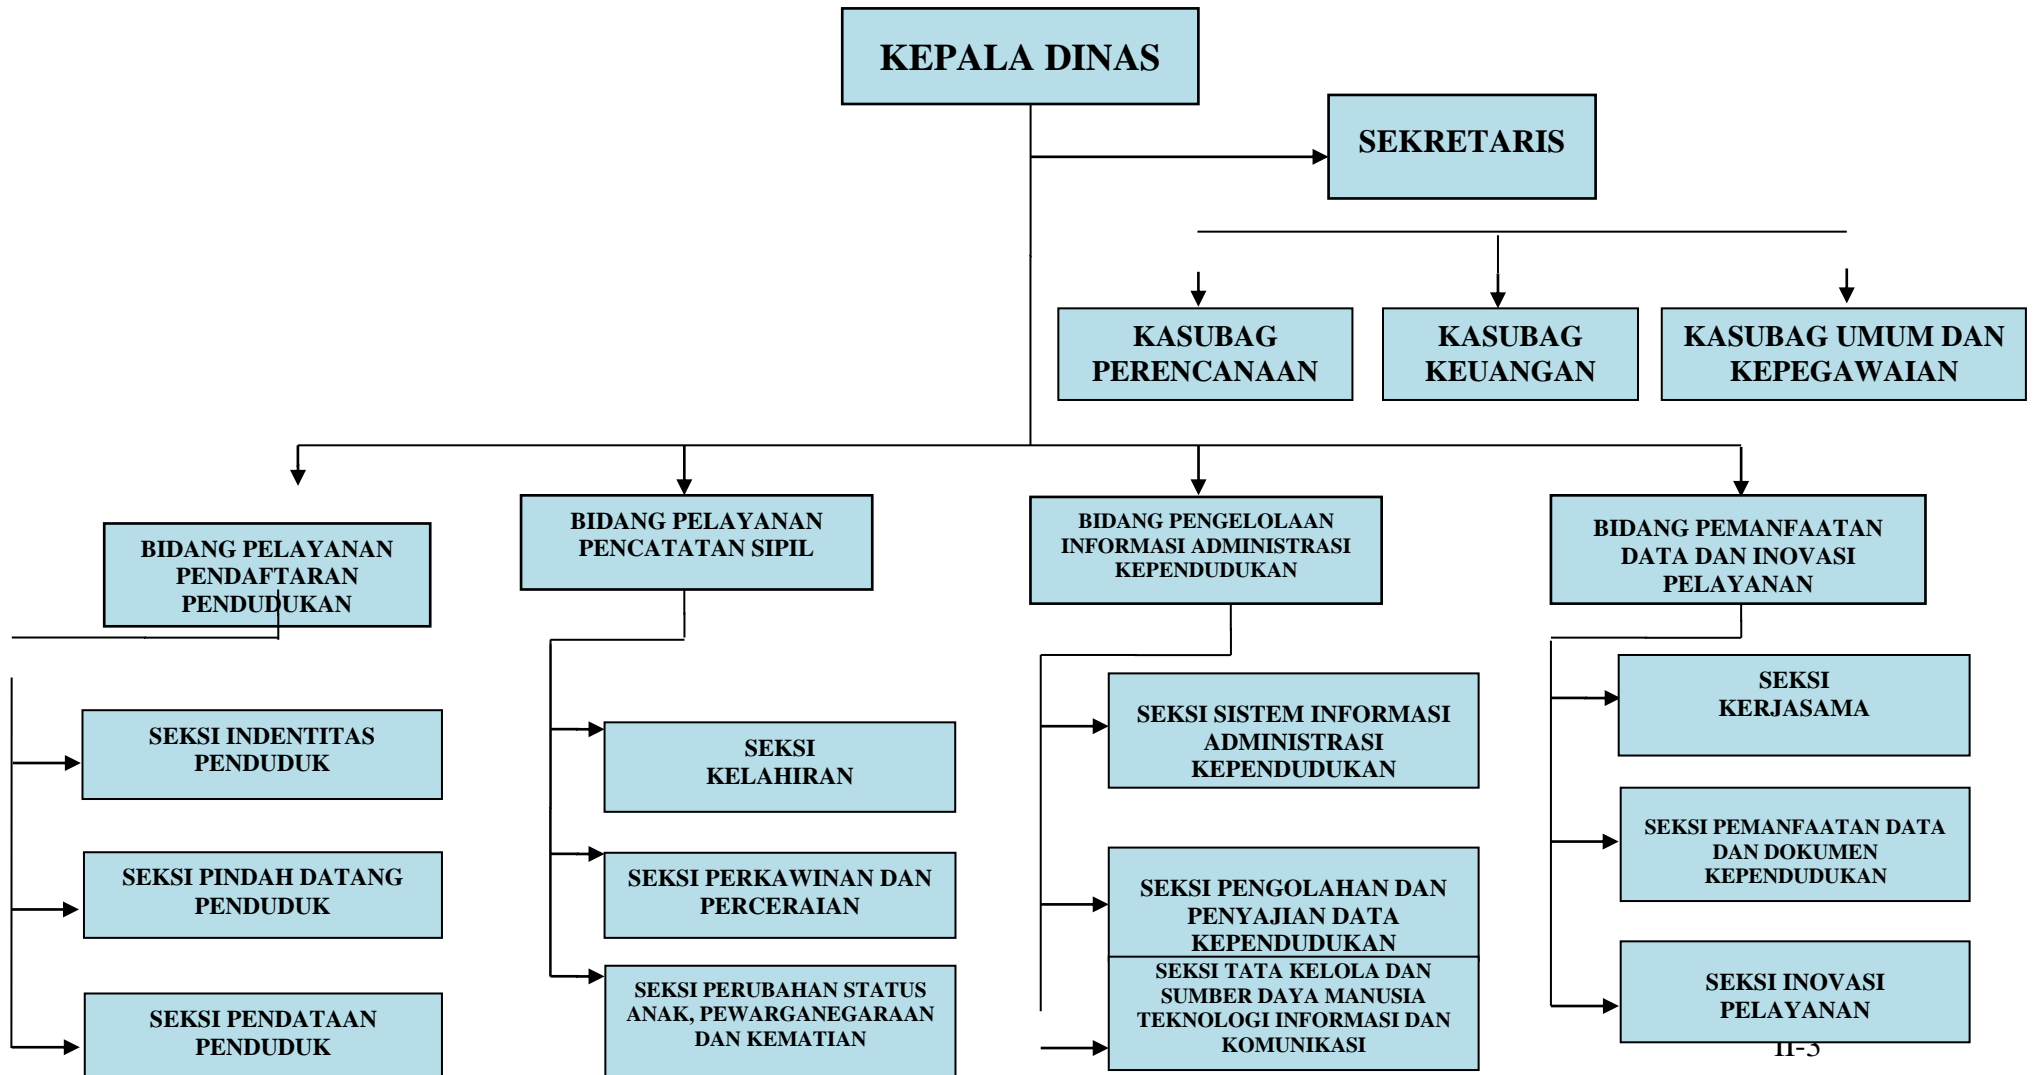 KEPALA DINAS
SEKRETARIS
KASUBAG
PERENCANAAN
KASUBAG
KEUANGAN
KASUBAG UMUM DAN
KEPEGAWAIAN
BIDANG PELAYANAN
PENDAFTARAN
PENDUDUKAN
BIDANG PELAYANAN
PENCATATAN SIPIL
BIDANG PENGELOLAAN
INFORMASI ADMINISTRASI
KEPENDUDUKAN
BIDANG PEMANFAATAN
DATA DAN INOVASI
PELAYANAN
SEKSI INDENTITAS
PENDUDUK
SEKSI PINDAH DATANG
PENDUDUK
SEKSI PENDATAAN
PENDUDUK
SEKSI
KELAHIRAN
SEKSI PERKAWINAN DAN
PERCERAIAN
SEKSI PERUBAHAN STATUS
ANAK, PEWARGANEGARAAN
DAN KEMATIAN
SEKSI SISTEM INFORMASI
ADMINISTRASI
KEPENDUDUKAN
SEKSI PENGOLAHAN DAN
PENYAJIAN DATA
KEPENDUDUKAN
SEKSI TATA KELOLA DAN
SUMBER DAYA MANUSIA
TEKNOLOGI INFORMASI DAN
KOMUNIKASI
SEKSI
KERJASAMA
SEKSI PEMANFAATAN DATA
DAN DOKUMEN
KEPENDUDUKAN
SEKSI INOVASI
PELAYANAN
II-3